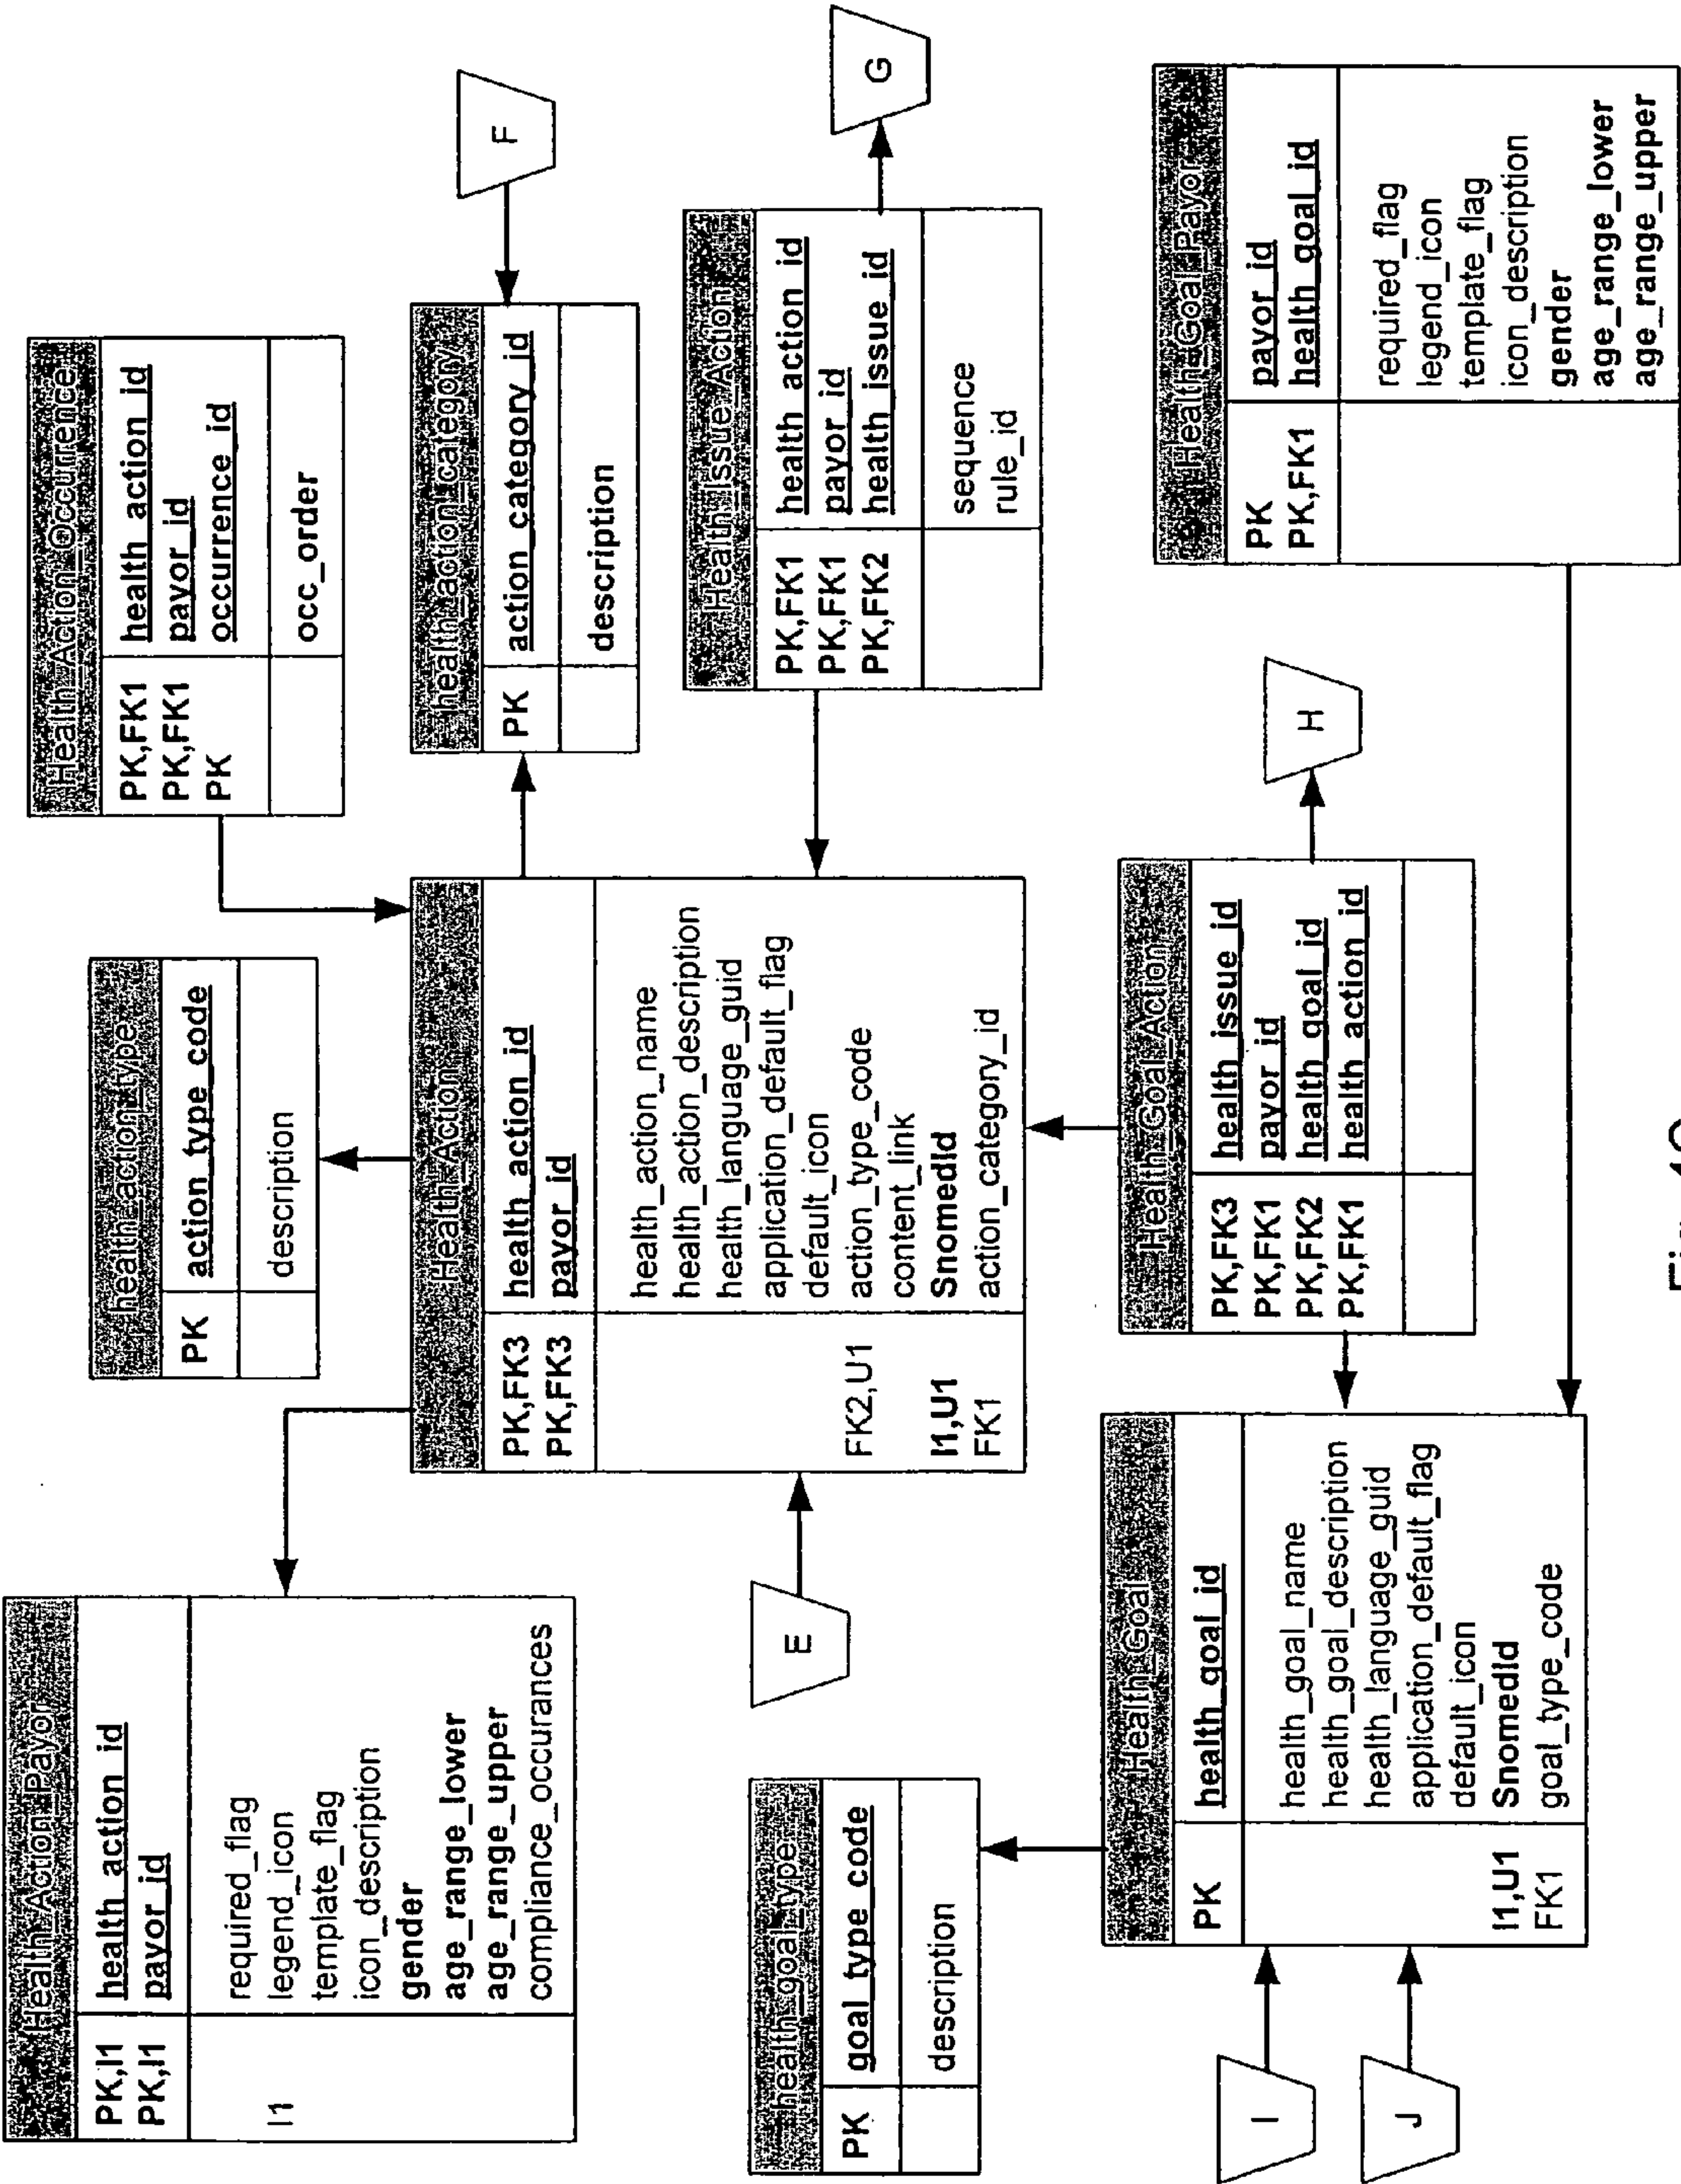 Health_Action_Payor
PK,I1 health_action_id
PK,I1 payor_id
required_flag
I1 legend_icon
template_flag
icon_description
gender
age_range_lower
age_range_upper
compliance_occurances
health_action_type
PK action_type_code
description
Health_Action_Occurrence
PK,FK1 health_action_id
PK,FK1 payor_id
PK occurrence_id
occ_order
Health_Action
PK,FK3 health_action_id
PK,FK3 payor_id
health_action_name
health_action_description
health_language_guid
application_default_flag
default_icon
FK2,U1 action_type_code
content_link
I1,U1 SnomedId
FK1 action_category_id
health_action_category
PK action_category_id
description
F
E
Health_Issue_Action
PK,FK1 health_action_id
PK,FK1 payor_id
PK,FK2 health_issue_id
sequence
rule_id
G
health_goal_type
PK goal_type_code
description
Health_Goal
PK health_goal_id
health_goal_name
health_goal_description
health_language_guid
application_default_flag
default_icon
I1,U1 SnomedId
FK1 goal_type_code
I
J
Health_Goal_Action
PK,FK3 health_issue_id
PK,FK1 payor_id
PK,FK2 health_goal_id
PK,FK1 health_action_id
H
Health_Goal_Payor
PK payor_id
PK,FK1 health_goal_id
required_flag
legend_icon
template_flag
icon_description
gender
age_range_lower
age_range_upper